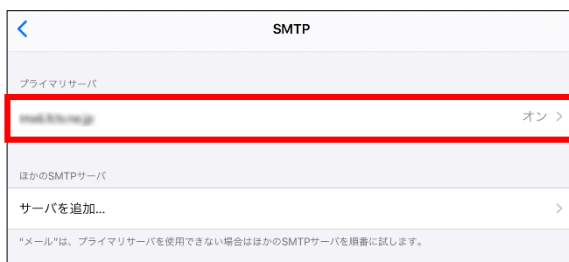 SMTP
プライマリサーバ
オン
ほかのSMTPサーバ
サーバを追加...
"メール"は、プライマリサーバを使用できない場合はほかのSMTPサーバを順番に試します。